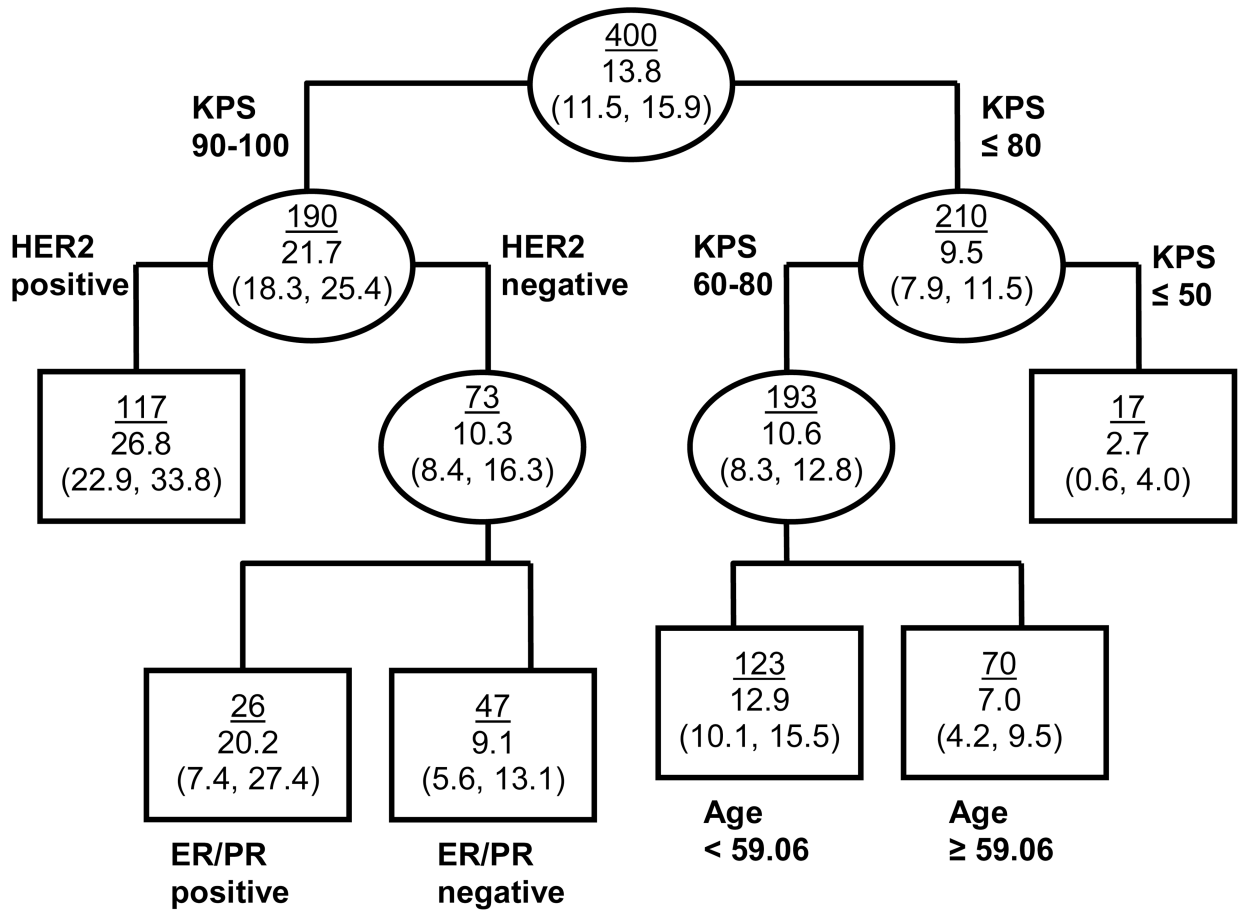 400
13.8
(11.5, 15.9)
KPS
90-100
KPS
≤ 80
190
21.7
(18.3, 25.4)
210
9.5
(7.9, 11.5)
HER2
positive
HER2
negative
KPS
60-80
KPS
≤ 50
117
26.8
(22.9, 33.8)
73
10.3
(8.4, 16.3)
193
10.6
(8.3, 12.8)
17
2.7
(0.6, 4.0)
26
20.2
(7.4, 27.4)
47
9.1
(5.6, 13.1)
123
12.9
(10.1, 15.5)
70
7.0
(4.2, 9.5)
ER/PR
positive
ER/PR
negative
Age
< 59.06
Age
≥ 59.06